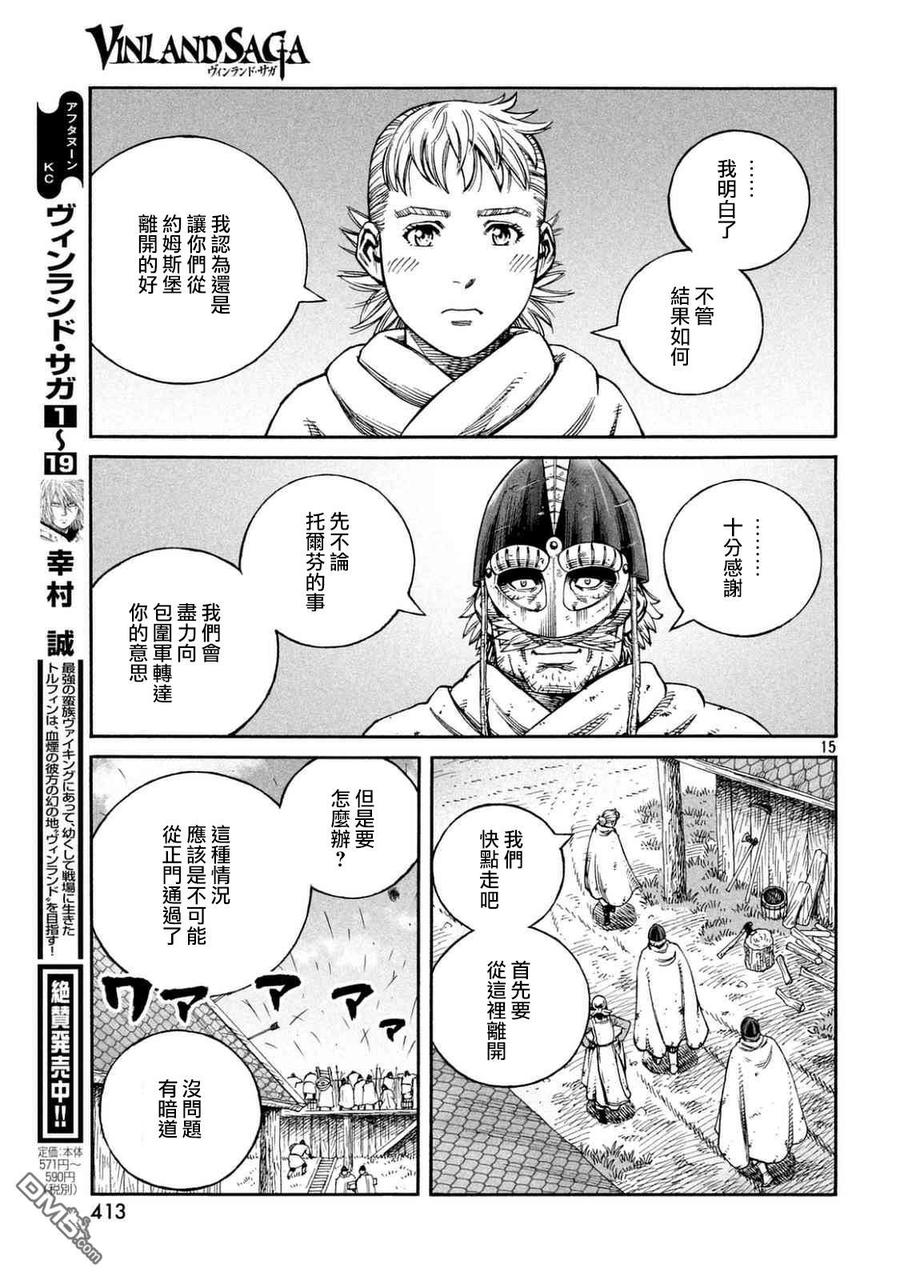 VINLAND SAGA
ヴィンランド・サガ
……
我明白了
不管
結果如何
我認為還是
讓你們從
約姆斯堡
離開的好
………
十分感謝
先不論
托爾芬的事
我們會
盡力向
包圍軍轉達
你的意思
15
我們
快點走吧
首先要
從這裡離開
但是要
怎麼辦?
這種情況
應該是不可能
從正門通過了
ワァァァァ
沒問題
有暗道
アフタヌーン
KC
ヴィンランド・サガ
1〜19
幸村 誠
最強の蛮族ヴァイキングにあって、幼くして戦場に生きた
トルフィンは、血煙の彼方の幻の地〝ヴィンランド〟を目指す!
絶賛発売中!!
定価:本体
571円〜
590円
(税別)
DM5.com
413